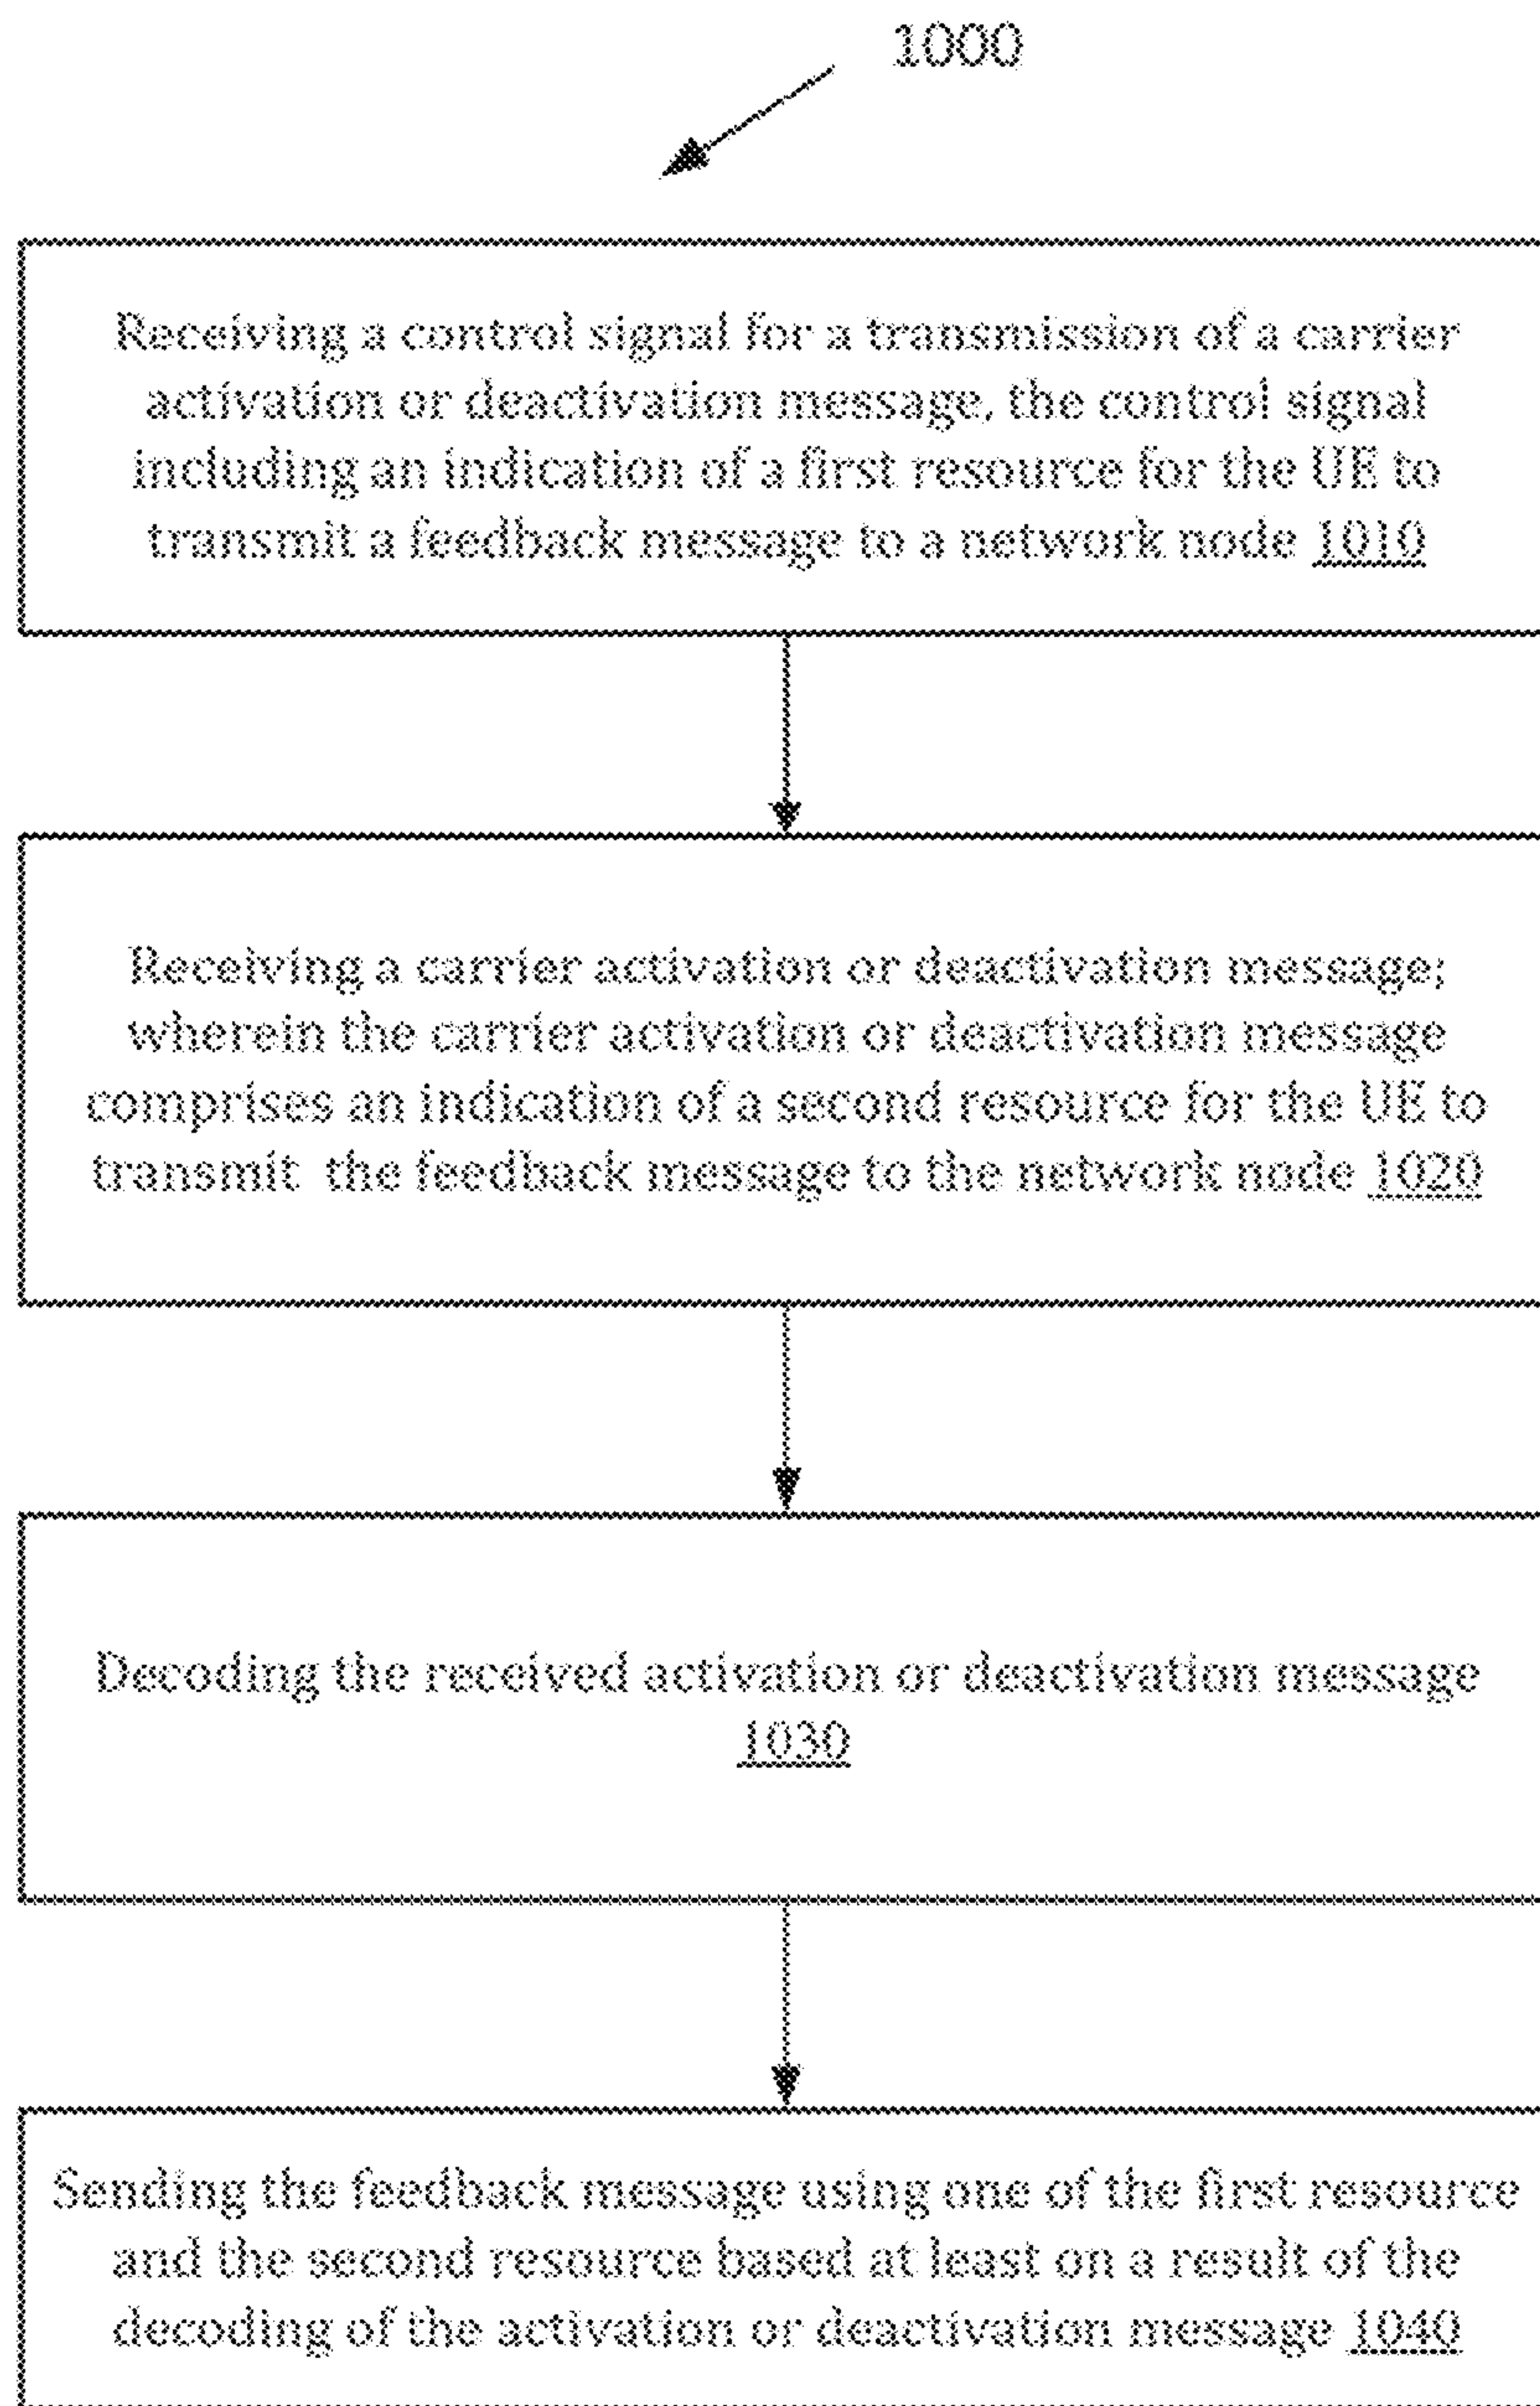 1000
Receiving a control signal for a transmission of a carrier
activation or deactivation message, the control signal
including an indication of a first resource for the UE to
transmit a feedback message to a network node 1010
Receiving a carrier activation or deactivation message;
wherein the carrier activation or deactivation message
comprises an indication of a second resource for the UE to
transmit the feedback message to the network node 1020
Decoding the received activation or deactivation message
1030
Sending the feedback message using one of the first resource
and the second resource based at least on a result of the
decoding of the activation or deactivation message 1040